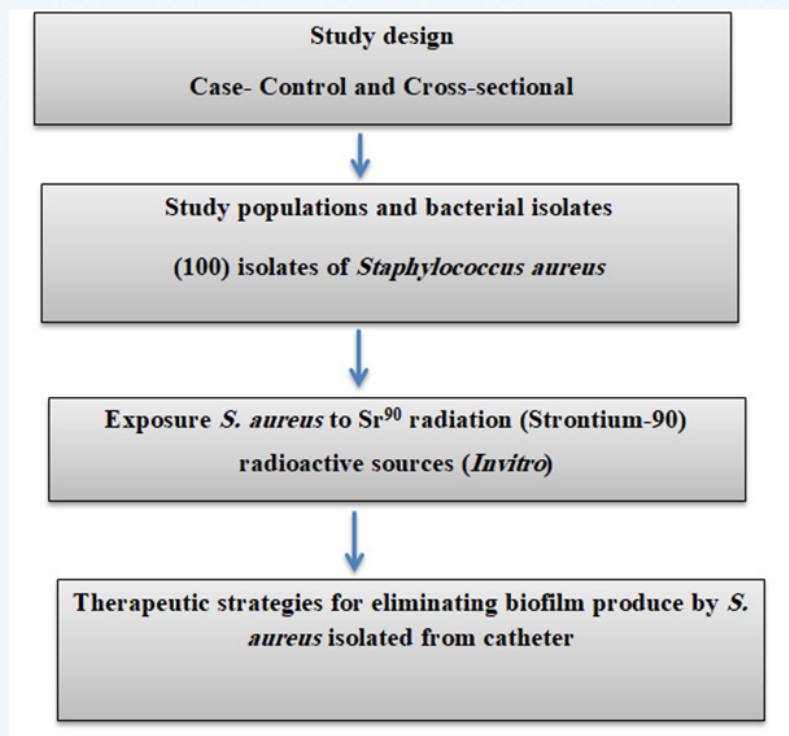 Study design
Case- Control and Cross-sectional
Study populations and bacterial isolates
(100) isolates of Staphylococcus aureus
Exposure S. aureus to Sr⁹⁰ radiation (Strontium-90)
radioactive sources (Invitro)
Therapeutic strategies for eliminating biofilm produce by S.
aureus isolated from catheter